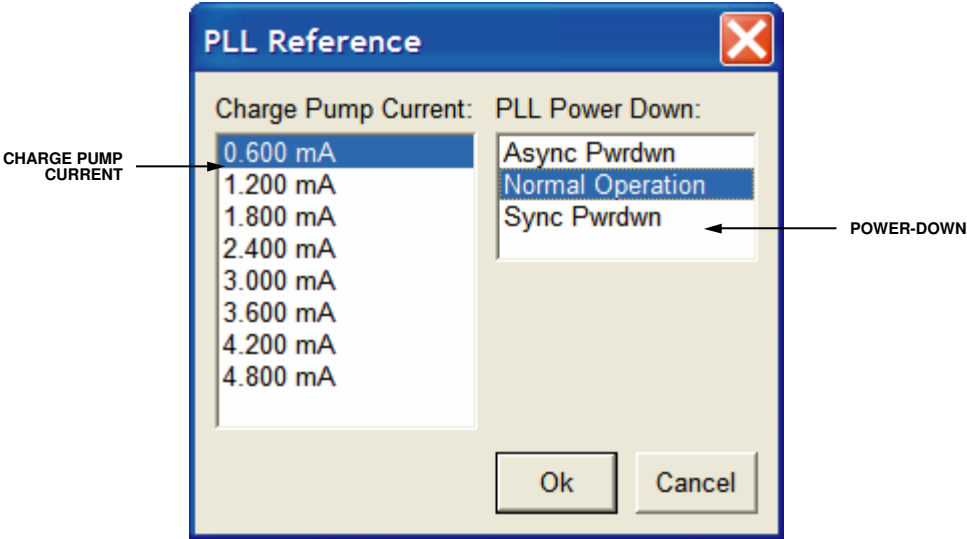 PLL Reference
Charge Pump Current:
PLL Power Down:
CHARGE PUMP
CURRENT
0.600 mA
1.200 mA
1.800 mA
2.400 mA
3.000 mA
3.600 mA
4.200 mA
4.800 mA
Async Pwrdwn
Normal Operation
Sync Pwrdwn
POWER-DOWN
Ok
Cancel